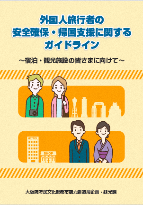 外国人旅行者の
安全確保・帰国支援に関する
ガイドライン
～宿泊・観光施設の皆さまに向けて～